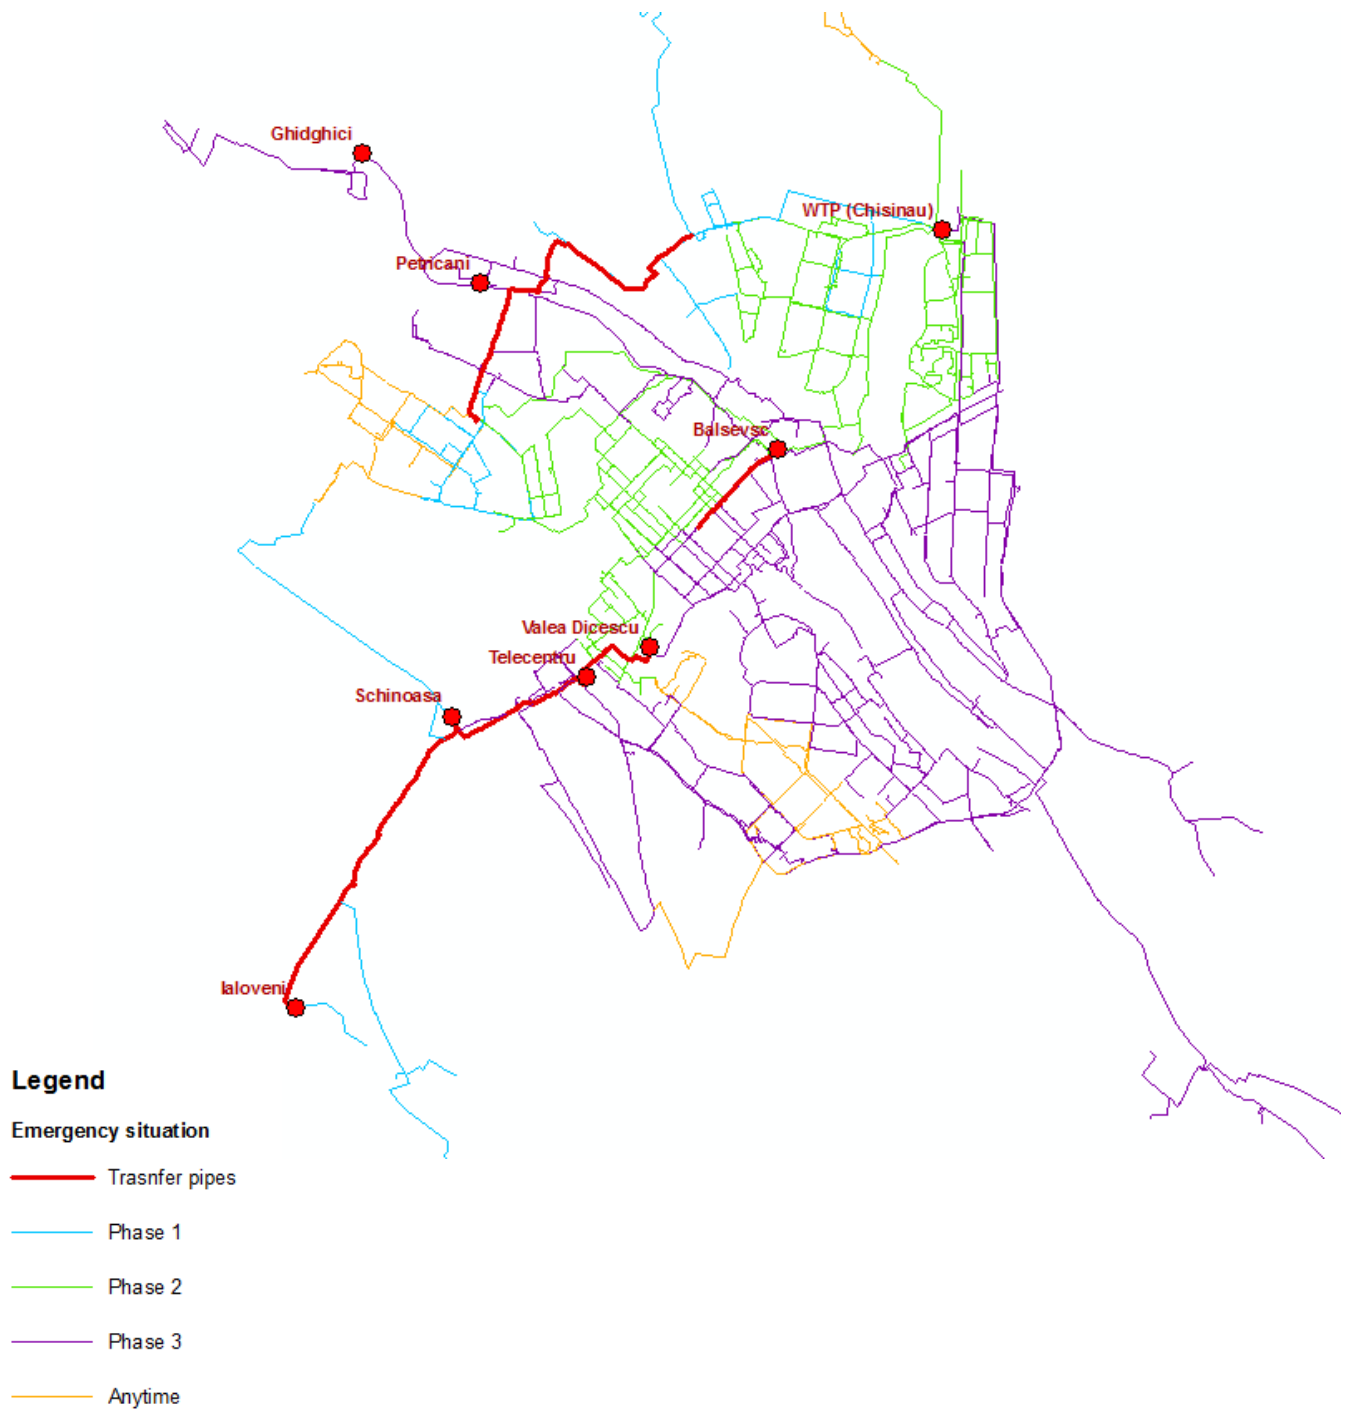 Ghidghici
WTP (Chisinau)
Petricani
Balsevsc
Valea Dicescu
Telecentru
Schinoasa
Ialoveni
Legend
Emergency situation
Trasnfer pipes
Phase 1
Phase 2
Phase 3
Anytime